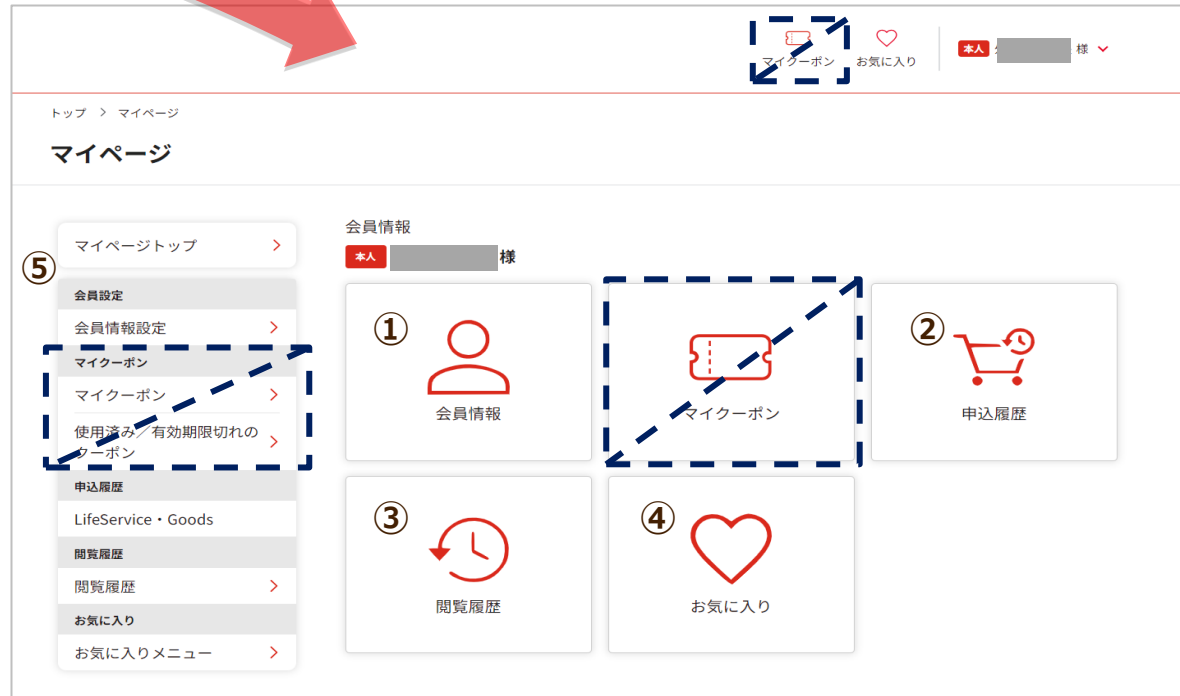 マイクーポン
お気に入り
本人
様
トップ > マイページ
マイページ
⑤
マイページトップ
会員設定
会員情報設定
マイクーポン
マイクーポン
使用済み/有効期限切れの
クーポン
申込履歴
LifeService・Goods
閲覧履歴
閲覧履歴
お気に入り
お気に入りメニュー
会員情報
本人
様
①
会員情報
マイクーポン
②
申込履歴
③
閲覧履歴
④
お気に入り